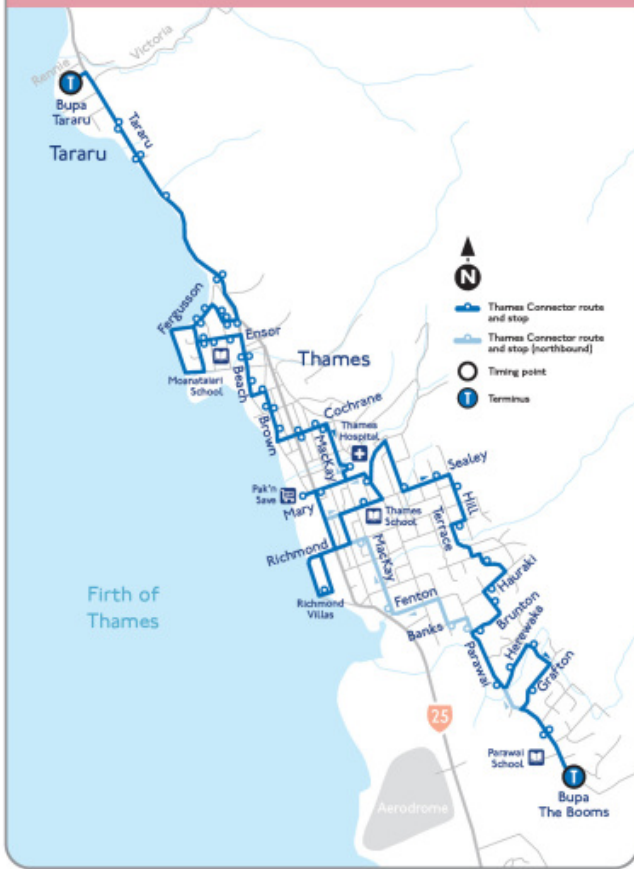 Rennie
Victoria
T
Bupa
Tararu
Tararu
Tararu
N
Thames Connector route
and stop
Thames Connector route
and stop (northbound)
Timing point
T
Terminus
Fergusson
Ensor
Moanataiari
School
Beach
Thames
Brown
Cochrane
MacKay
Thames
Hospital
Sealey
Pak'n
Save
Mary
Hill
Thames
School
Terrace
Richmond
MacKay
Hauraki
Richmond
Villas
Fenton
Brunton
Banks
Herewaka
Firth of
Thames
Parawai
Grafton
25
Parawai
School
T
Bupa
The Booms
Aerodrome